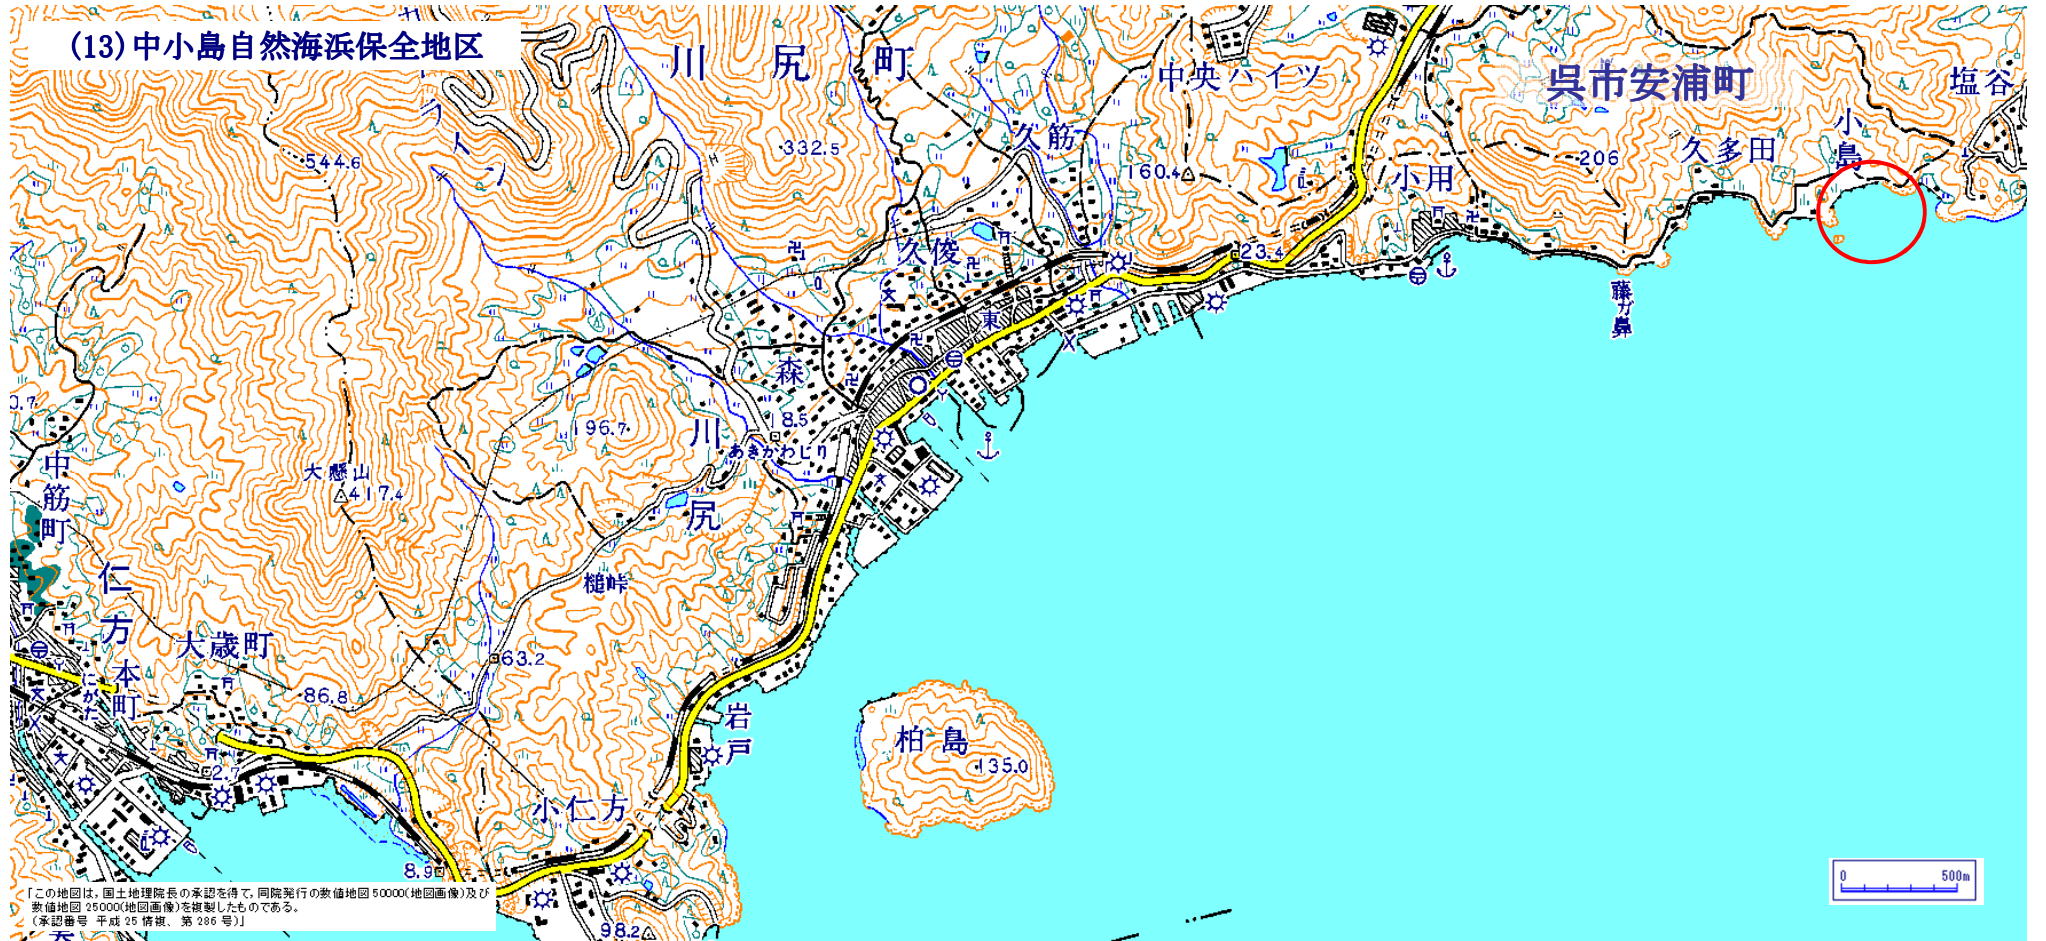 (13)中小島自然海浜保全地区
川尻町
中央ハイツ
呉市安浦町
塩谷
小島
久多田
206
544.6
332.5
久筋
160.4
小用
久俊
23.4
藤ガ鼻
東
森
18.5
あきかわじり
川尻
196.7
大懸山
417.4
中筋町
槌峠
仁方本町
大歳町
63.2
86.8
にがた
岩戸
柏島
135.0
2.7
小仁方
8.9
98.2
0 500m
「この地図は，国土地理院長の承認を得て，同院発行の数値地図50000(地図画像)及び
数値地図 25000(地図画像)を複製したものである。
（承認番号 平成 25 情複、 第 286 号)」